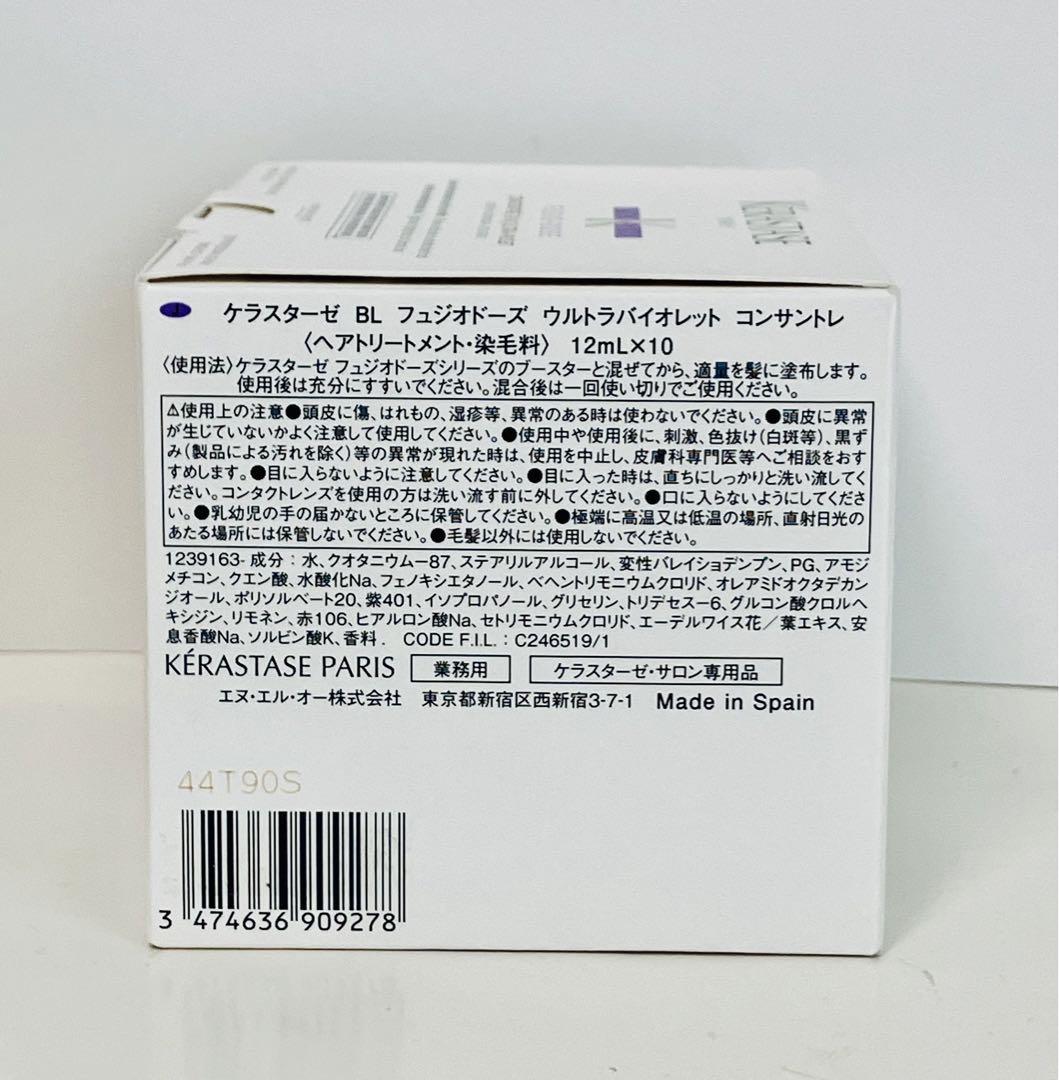 KERASTASE
J
ケラスターゼ BL フュジオドーズ ウルトラバイオレット コンサントレ
〈ヘアトリートメント・染毛料〉 12mL×10
〈使用法〉ケラスターゼ フュジオドーズシリーズのブースターと混ぜてから、適量を髪に塗布します。
使用後は充分にすすいでください。混合後は一回使い切りでご使用ください。
⚠使用上の注意●頭皮に傷、はれもの、湿疹等、異常のある時は使わないでください。●頭皮に異常
が生じていないかよく注意して使用してください。●使用中や使用後に、刺激、色抜け(白斑等)、黒ず
み(製品による汚れを除く)等の異常が現れた時は、使用を中止し、皮膚科専門医等へご相談をおす
すめします。●目に入らないように注意してください。●目に入った時は、直ちにしっかりと洗い流してく
ださい。コンタクトレンズを使用の方は洗い流す前に外してください。●口に入らないようにしてくださ
い。●乳幼児の手の届かないところに保管してください。●極端に高温又は低温の場所、直射日光の
あたる場所には保管しないでください。●毛髪以外には使用しないでください。
1239163- 成分 : 水、クオタニウムー87、ステアリルアルコール、変性バレイショデンプン、PG、アモジ
メチコン、クエン酸、水酸化Na、フェノキシエタノール、ベヘントリモニウムクロリド、オレアミドオクタデカン
ジオール、ポリソルベート20、紫401、イソプロパノール、グリセリン、トリデセスー6、グルコン酸クロルヘ
キシジン、リモネン、赤106、ヒアルロン酸Na、セトリモニウムクロリド、エーデルワイス花／葉エキス、安
息香酸Na、ソルビン酸K、香料 . CODE F.I.L. : C246519/1
KÉRASTASE PARIS 業務用 ケラスターゼ・サロン専用品
エヌ・エル・オー株式会社 東京都新宿区西新宿3-7-1 Made in Spain
44T90S
3 474636 909278